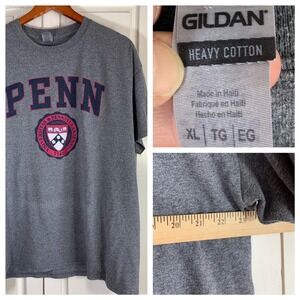 PENN
GILDAN
HEAVY COTTON
Made in Haiti
Fabriqué en Haïti
Hecho en Haití
XL | TG | EG
20 21 22 23